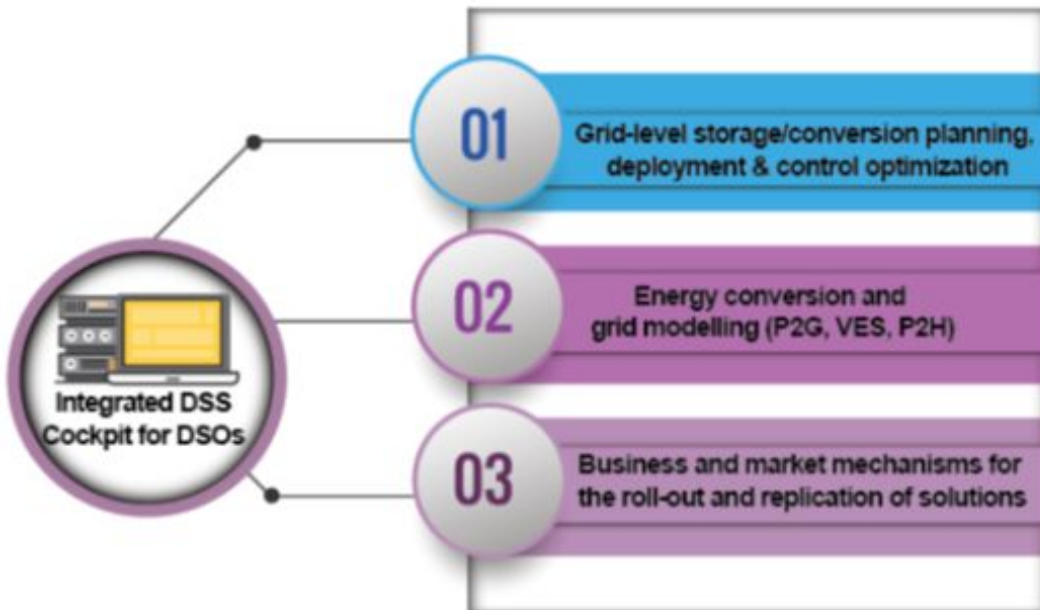 01
Grid-level storage/conversion planning,
deployment & control optimization
02
Energy conversion and
grid modelling (P2G, VES, P2H)
Integrated DSS
Cockpit for DSOs
03
Business and market mechanisms for
the roll-out and replication of solutions